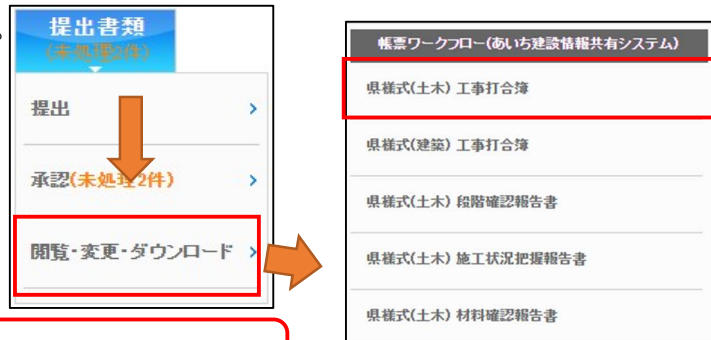 提出書類
(未処理2件)
提出
承認(未処理2件)
閲覧・変更・ダウンロード
帳票ワークフロー(あいち建設情報共有システム)
県様式(土木) 工事打合簿
県様式(建築) 工事打合簿
県様式(土木) 段階確認報告書
県様式(土木) 施工状況把握報告書
県様式(土木) 材料確認報告書